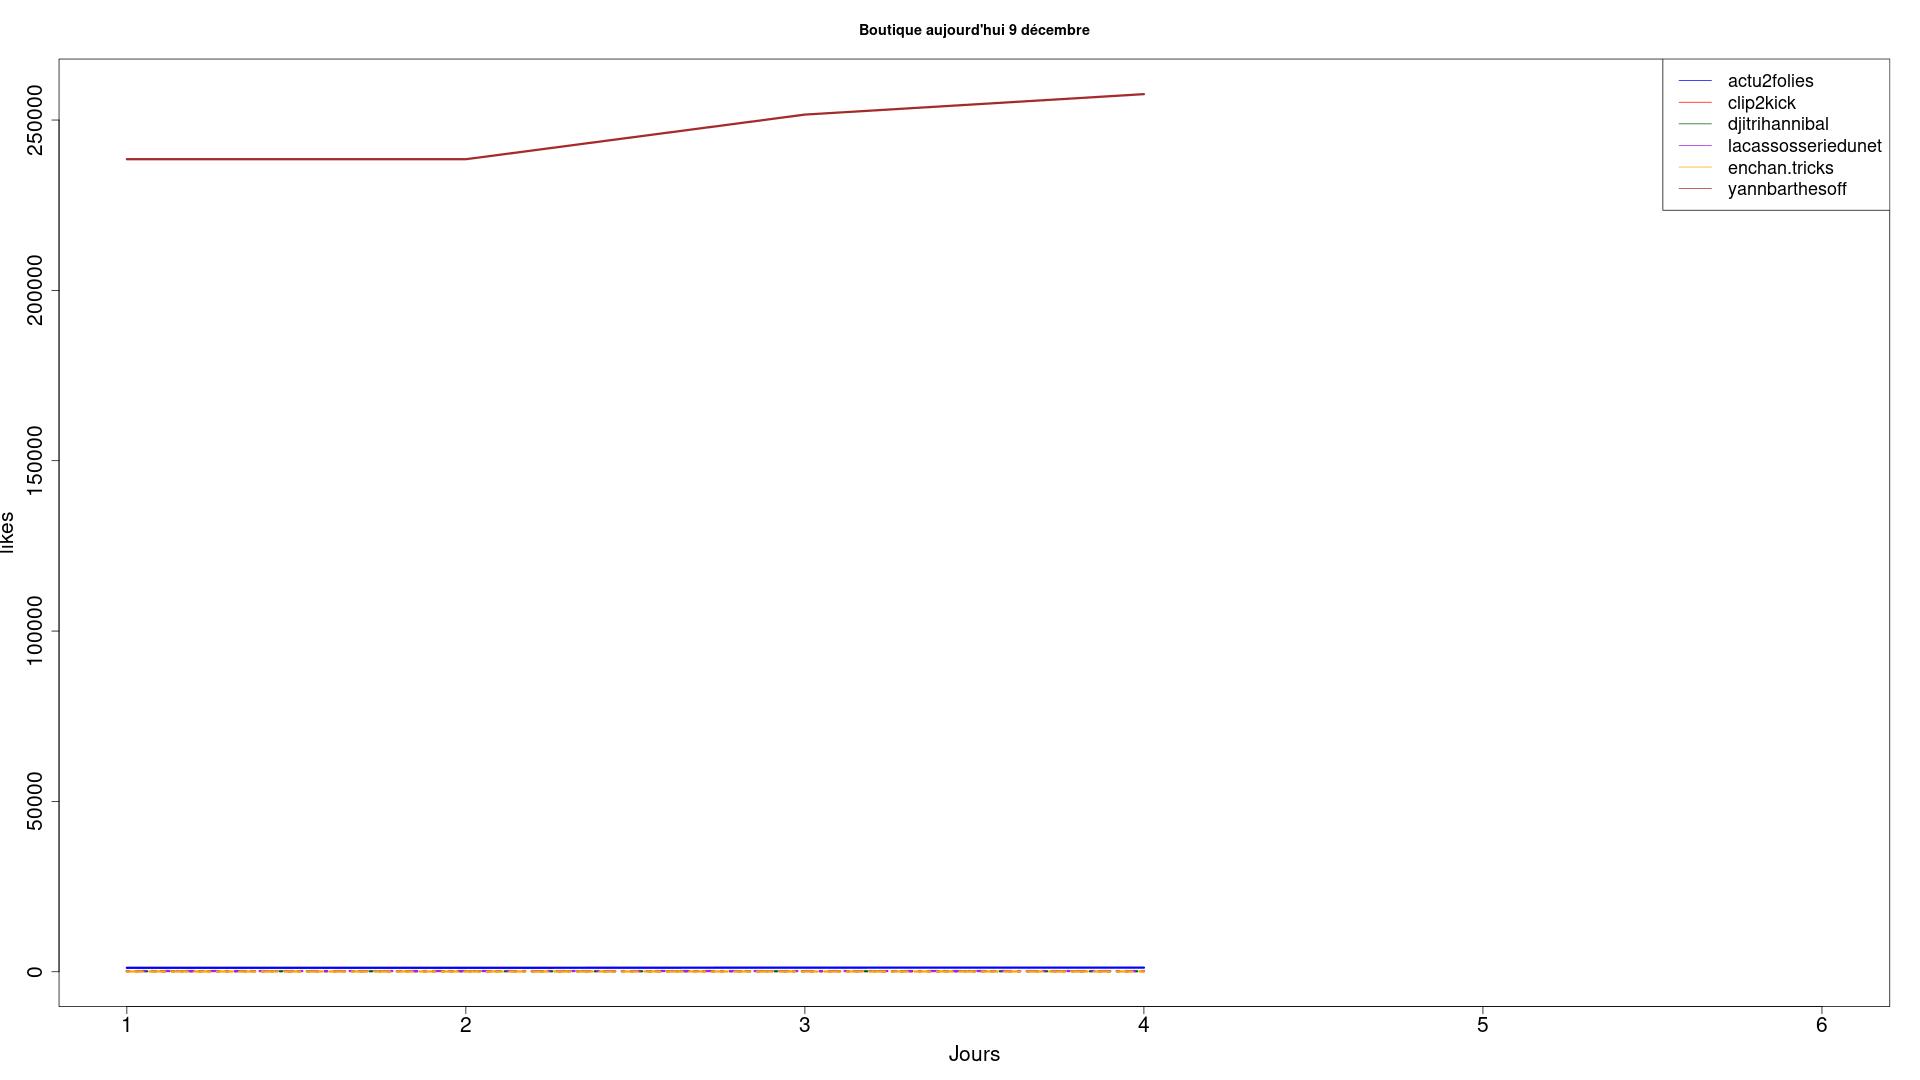 Boutique aujourd'hui 9 décembre
actu2folies
clip2kick
djitrihannibal
lacassosseriedunet
enchan.tricks
yannbarthesoff
250000
200000
150000
100000
50000
0
likes
1 2 3 4 5 6
Jours